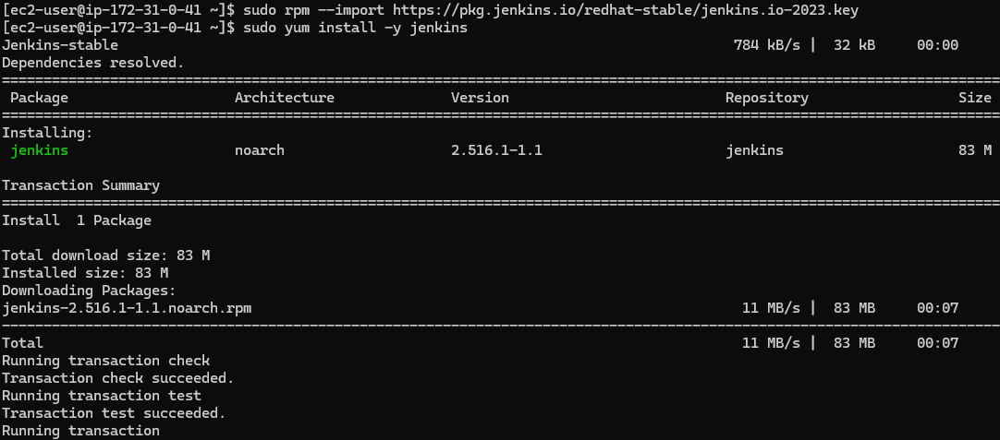 [ec2-user@ip-172-31-0-41 ~]$ sudo rpm --import https://pkg.jenkins.io/redhat-stable/jenkins.io-2023.key
[ec2-user@ip-172-31-0-41 ~]$ sudo yum install -y jenkins
Jenkins-stable 784 kB/s | 32 kB 00:00
Dependencies resolved.
================================================================================
Package Architecture Version Repository Size
================================================================================
Installing:
jenkins noarch 2.516.1-1.1 jenkins 83 M
Transaction Summary
================================================================================
Install 1 Package
Total download size: 83 M
Installed size: 83 M
Downloading Packages:
jenkins-2.516.1-1.1.noarch.rpm 11 MB/s | 83 MB 00:07
--------------------------------------------------------------------------------
Total 11 MB/s | 83 MB 00:07
Running transaction check
Transaction check succeeded.
Running transaction test
Transaction test succeeded.
Running transaction